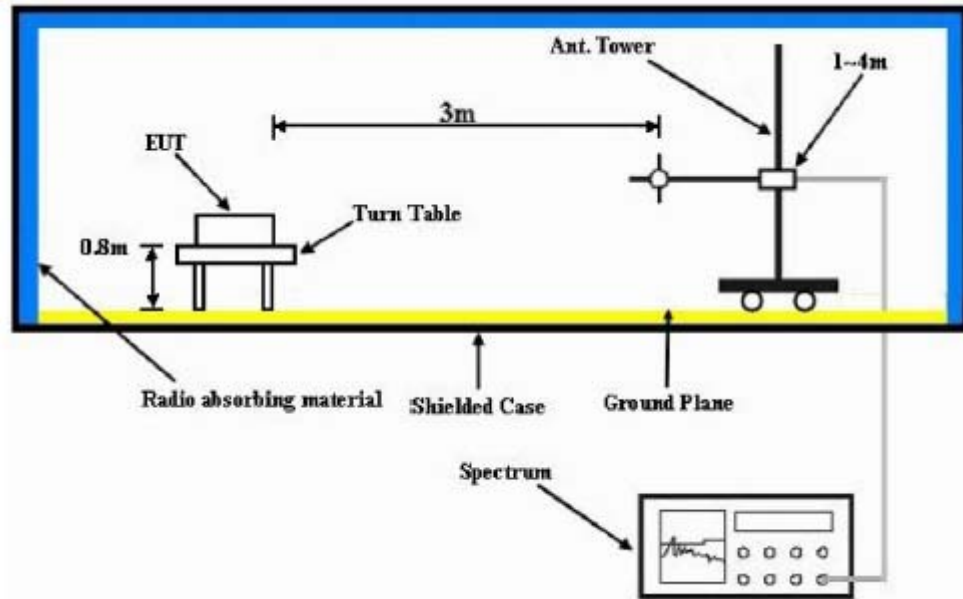 Ant. Tower
1~4m
3m
EUT
Turn Table
0.8m
Radio absorbing material
Shielded Case
Ground Plane
Spectrum